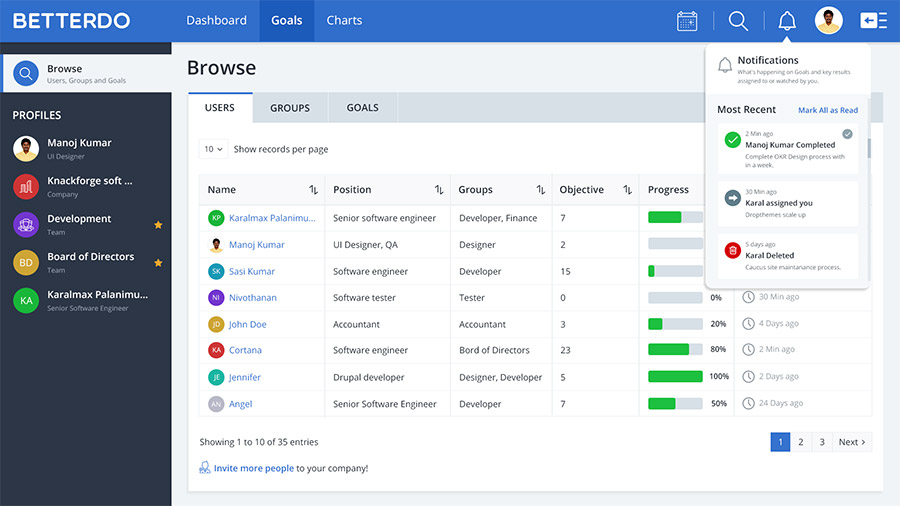 BETTERDO
Dashboard
Goals
Charts
Browse
Users, Groups and Goals
PROFILES
Manoj Kumar
UI Designer
Knackforge soft ...
Company
Development
Team
BD
Board of Directors
Team
KA
Karalmax Palanimu...
Senior Software Engineer
Browse
USERS
GROUPS
GOALS
10
Show records per page
Name Position Groups Objective Progress
KP Karalmax Palanimu... Senior software engineer Developer, Finance 7
Manoj Kumar UI Designer, QA Designer 2
SK Sasi Kumar Software engineer Developer 15
NI Nivothanan Software tester Tester 0 0% 30 Min ago
JD John Doe Accountant Accountant 3 20% 4 Days ago
KA Cortana Software engineer Bord of Directors 23 80% 2 Min ago
JE Jennifer Drupal developer Designer, Developer 5 100% 2 Days ago
AN Angel Senior Software Engineer Developer 7 50% 24 Days ago
Showing 1 to 10 of 35 entries
1 2 3 Next >
Invite more people to your company!
Notifications
What's happening on Goals and key results
assigned to or watched by you.
Most Recent
Mark All as Read
2 Min ago
Manoj Kumar Completed
Complete OKR Design process with
in a week.
30 Min ago
Karal assigned you
Dropthemes scale up
5 days ago
Karal Deleted
Caucus site maintanance process.